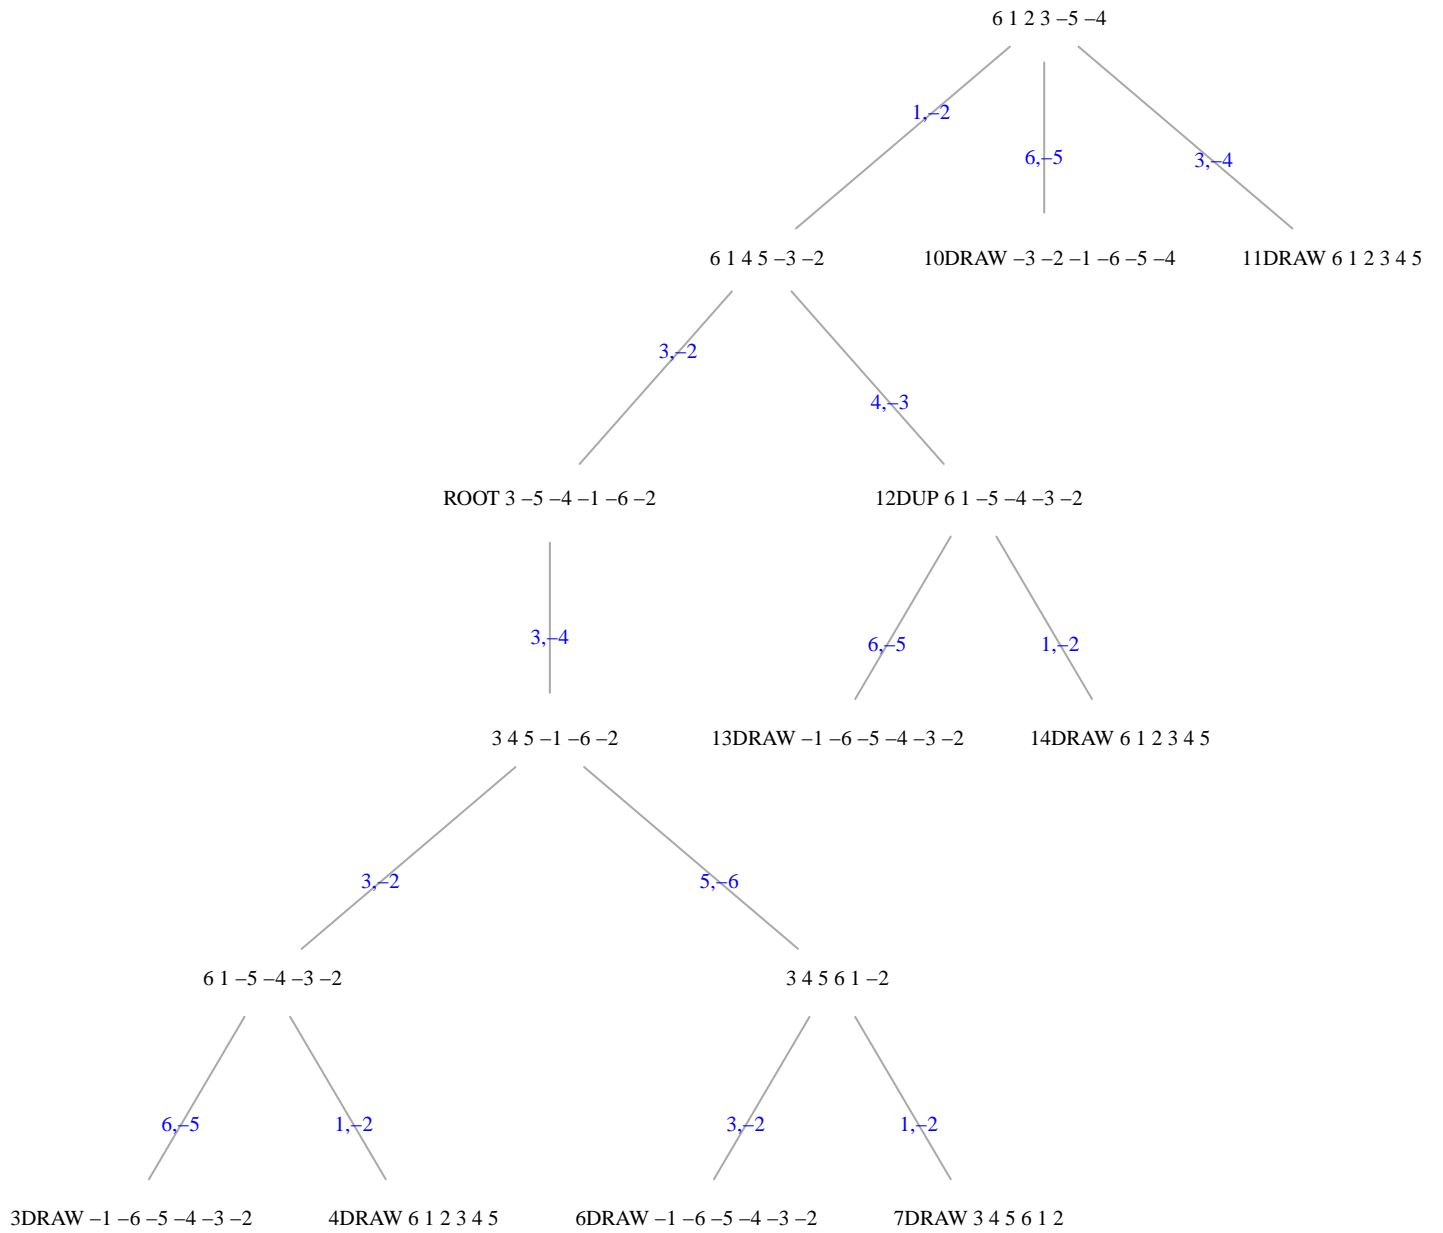 6 1 2 3 –5 –4
1,–2
6,–5
3,–4
6 1 4 5 –3 –2
10DRAW –3 –2 –1 –6 –5 –4
11DRAW 6 1 2 3 4 5
3,–2
4,–3
ROOT 3 –5 –4 –1 –6 –2
12DUP 6 1 –5 –4 –3 –2
3,–4
6,–5
1,–2
3 4 5 –1 –6 –2
13DRAW –1 –6 –5 –4 –3 –2
14DRAW 6 1 2 3 4 5
3,–2
5,–6
6 1 –5 –4 –3 –2
3 4 5 6 1 –2
6,–5
1,–2
3,–2
1,–2
3DRAW –1 –6 –5 –4 –3 –2
4DRAW 6 1 2 3 4 5
6DRAW –1 –6 –5 –4 –3 –2
7DRAW 3 4 5 6 1 2